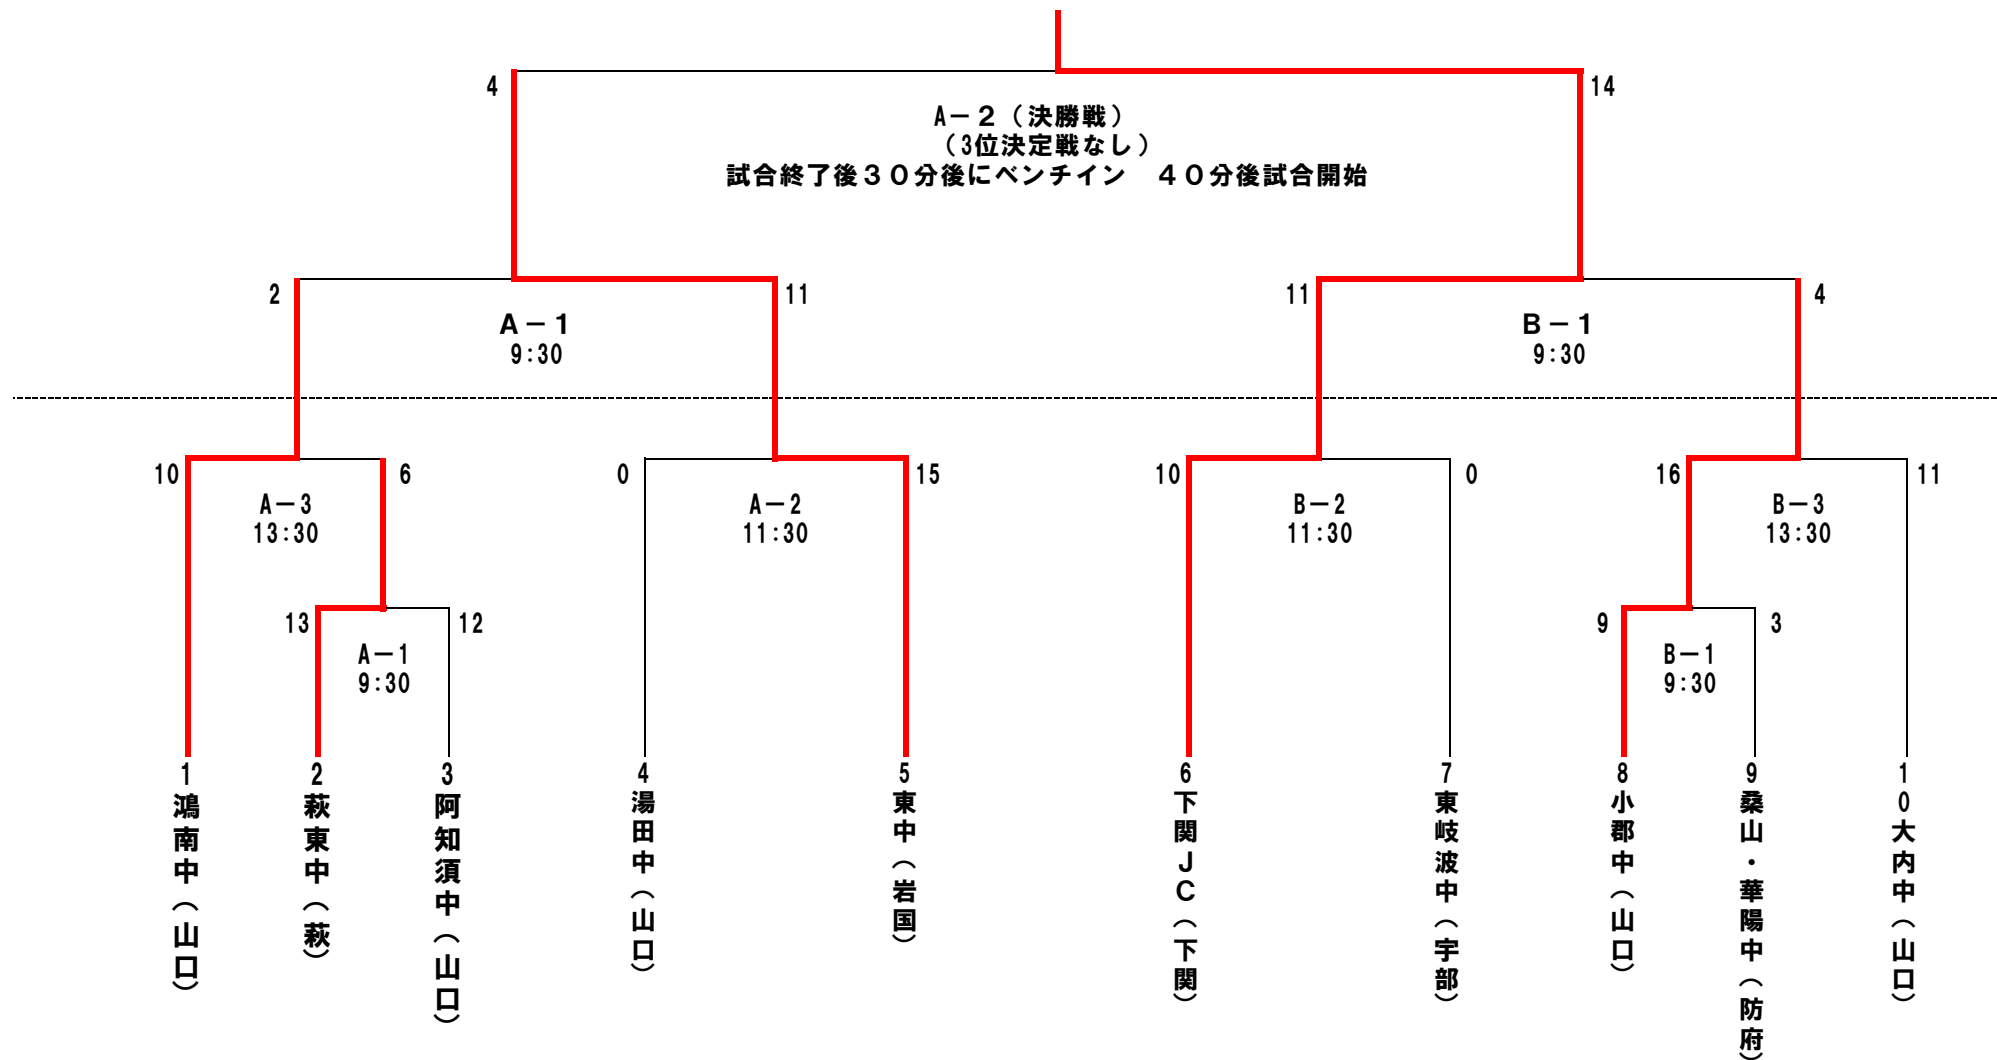 4
14
A－２（決勝戦）
（3位決定戦なし）
試合終了後３０分後にベンチイン　４０分後試合開始
2
11
11
4
A－1
9:30
B－1
9:30
10
6
0
15
10
0
16
11
A－3
13:30
A－2
11:30
B－2
11:30
B－3
13:30
13
12
9
3
A－1
9:30
B－1
9:30
1鴻南中（山口）
2萩東中（萩）
3阿知須中（山口）
4湯田中（山口）
5東中（岩国）
6下関ＪＣ（下関）
7東岐波中（宇部）
8小郡中（山口）
9桑山・華陽中（防府）
10大内中（山口）